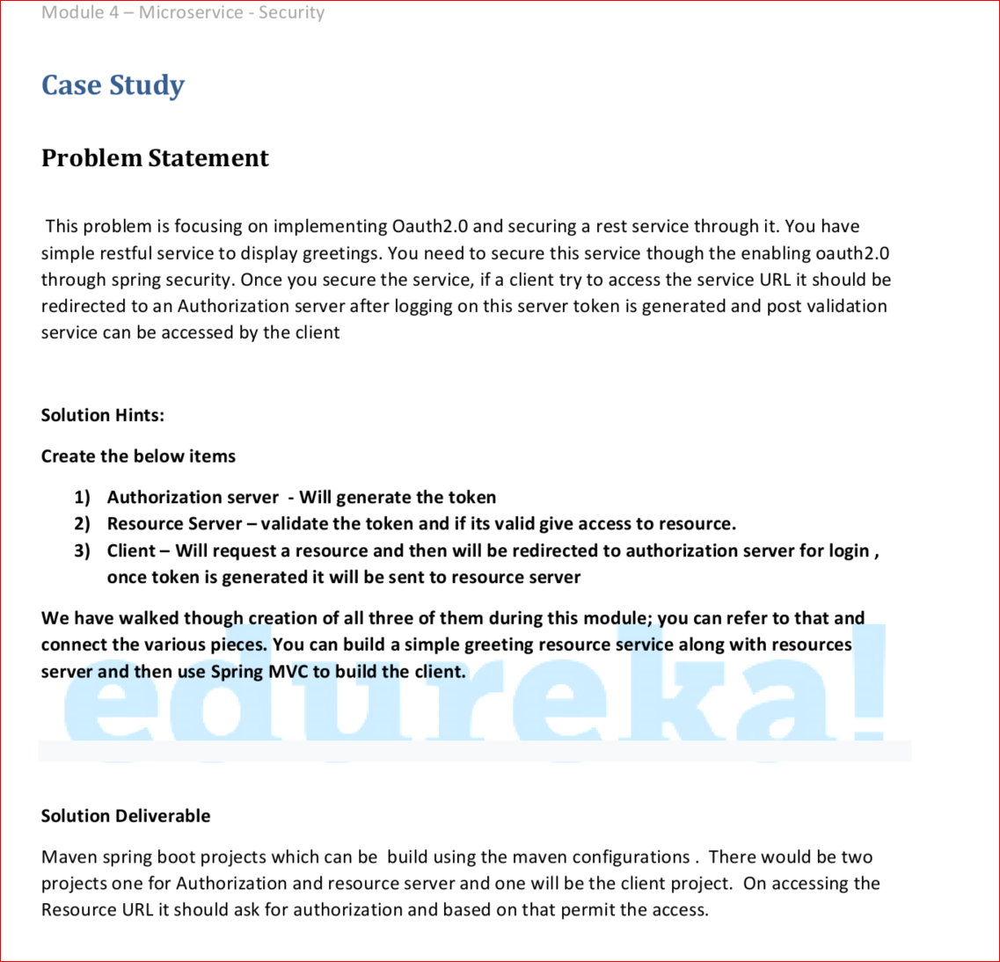 Module 4 – Microservice - Security
Case Study
Problem Statement
This problem is focusing on implementing Oauth2.0 and securing a rest service through it. You have
simple restful service to display greetings. You need to secure this service though the enabling oauth2.0
through spring security. Once you secure the service, if a client try to access the service URL it should be
redirected to an Authorization server after logging on this server token is generated and post validation
service can be accessed by the client
Solution Hints:
Create the below items
1) Authorization server - Will generate the token
2) Resource Server – validate the token and if its valid give access to resource.
3) Client – Will request a resource and then will be redirected to authorization server for login ,
once token is generated it will be sent to resource server
We have walked though creation of all three of them during this module; you can refer to that and
connect the various pieces. You can build a simple greeting resource service along with resources
server and then use Spring MVC to build the client.
edureka!
Solution Deliverable
Maven spring boot projects which can be build using the maven configurations . There would be two
projects one for Authorization and resource server and one will be the client project. On accessing the
Resource URL it should ask for authorization and based on that permit the access.